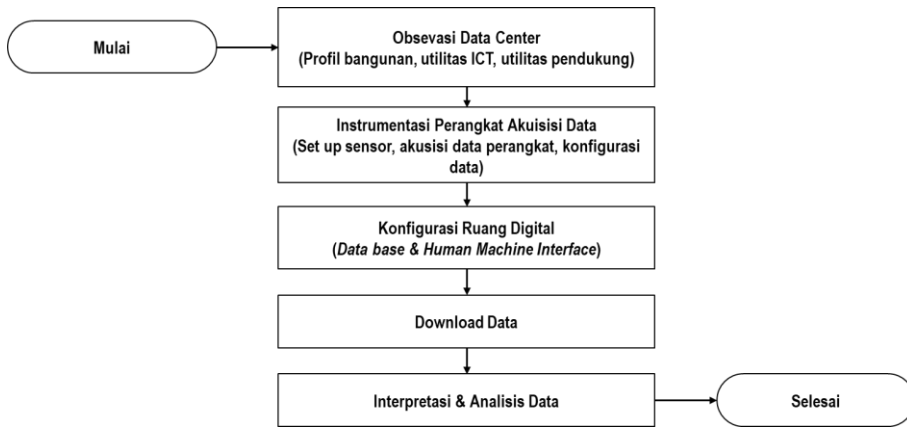 Mulai
Obsevasi Data Center
(Profil bangunan, utilitas ICT, utilitas pendukung)
Instrumentasi Perangkat Akuisisi Data
(Set up sensor, akusisi data perangkat, konfigurasi
data)
Konfigurasi Ruang Digital
(Data base & Human Machine Interface)
Download Data
Interpretasi & Analisis Data
Selesai